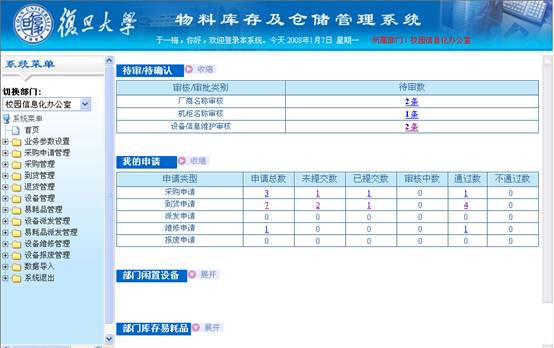 復旦大學 物料库存及仓储管理系统
于一梅，你好，欢迎登录本系统。今天 2008年1月7日 星期一 所属部门：校园信息化办公室
系统菜单
切换部门：
校园信息化办公室
系统菜单
首页
业务参数设置
采购申请管理
采购管理
到货管理
退货管理
设备管理
易耗品管理
设备派发管理
易耗品派发管理
设备维修管理
设备报废管理
数据导入
系统退出
待审/待确认 收缩
审核/审批类别 待审数
厂商名称审核 2 条
机柜名称审核 1 条
设备信息维护审核 2 条
我的申请 收缩
申请类型 申请总数 未提交数 已提交数 审核中数 通过数 不通过数
采购申请 3 1 1 0 1 0
到货申请 7 2 1 0 4 0
派发申请 0 0 0 0 0 0
维修申请 1 0 0 0 1 0
报废申请 0 0 0 0 0 0
部门闲置设备 展开
部门库存易耗品 展开